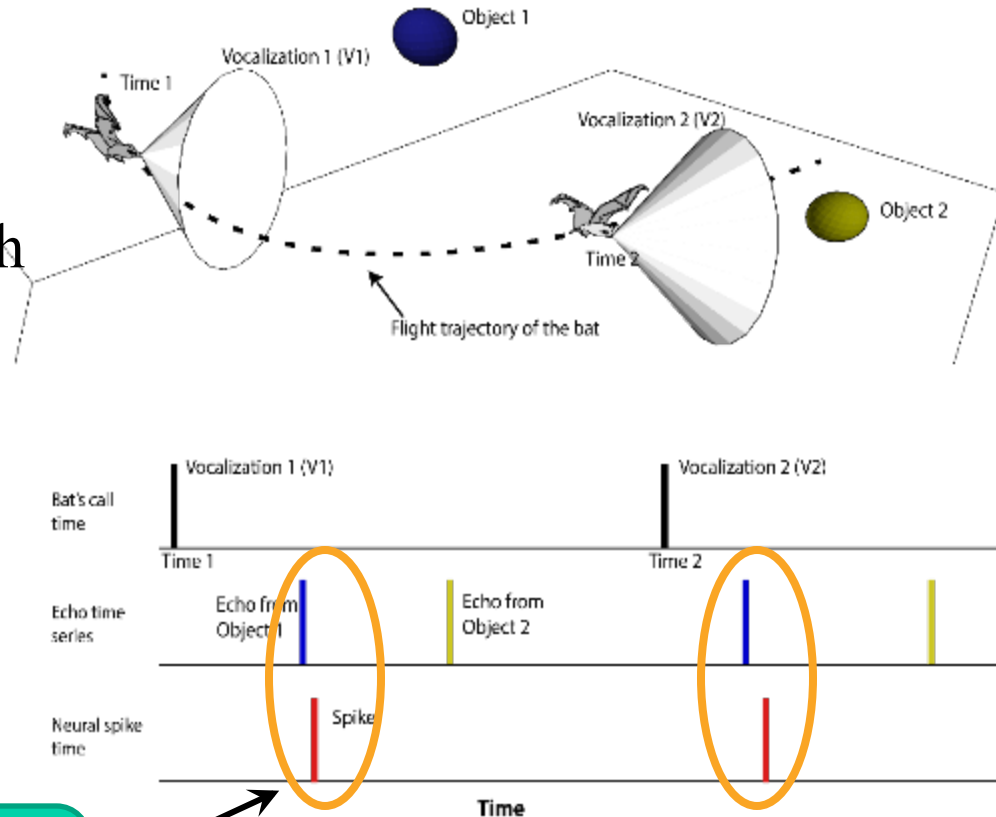 Object 1
Vocalization 1 (V1)
Time 1
Vocalization 2 (V2)
Object 2
h
Time 2
Flight trajectory of the bat
Vocalization 1 (V1)
Vocalization 2 (V2)
Bat's call
time
Time 1
Time 2
Echo from
Object 1
Echo from
Object 2
Echo time
series
Spike
Neural spike
time
Time